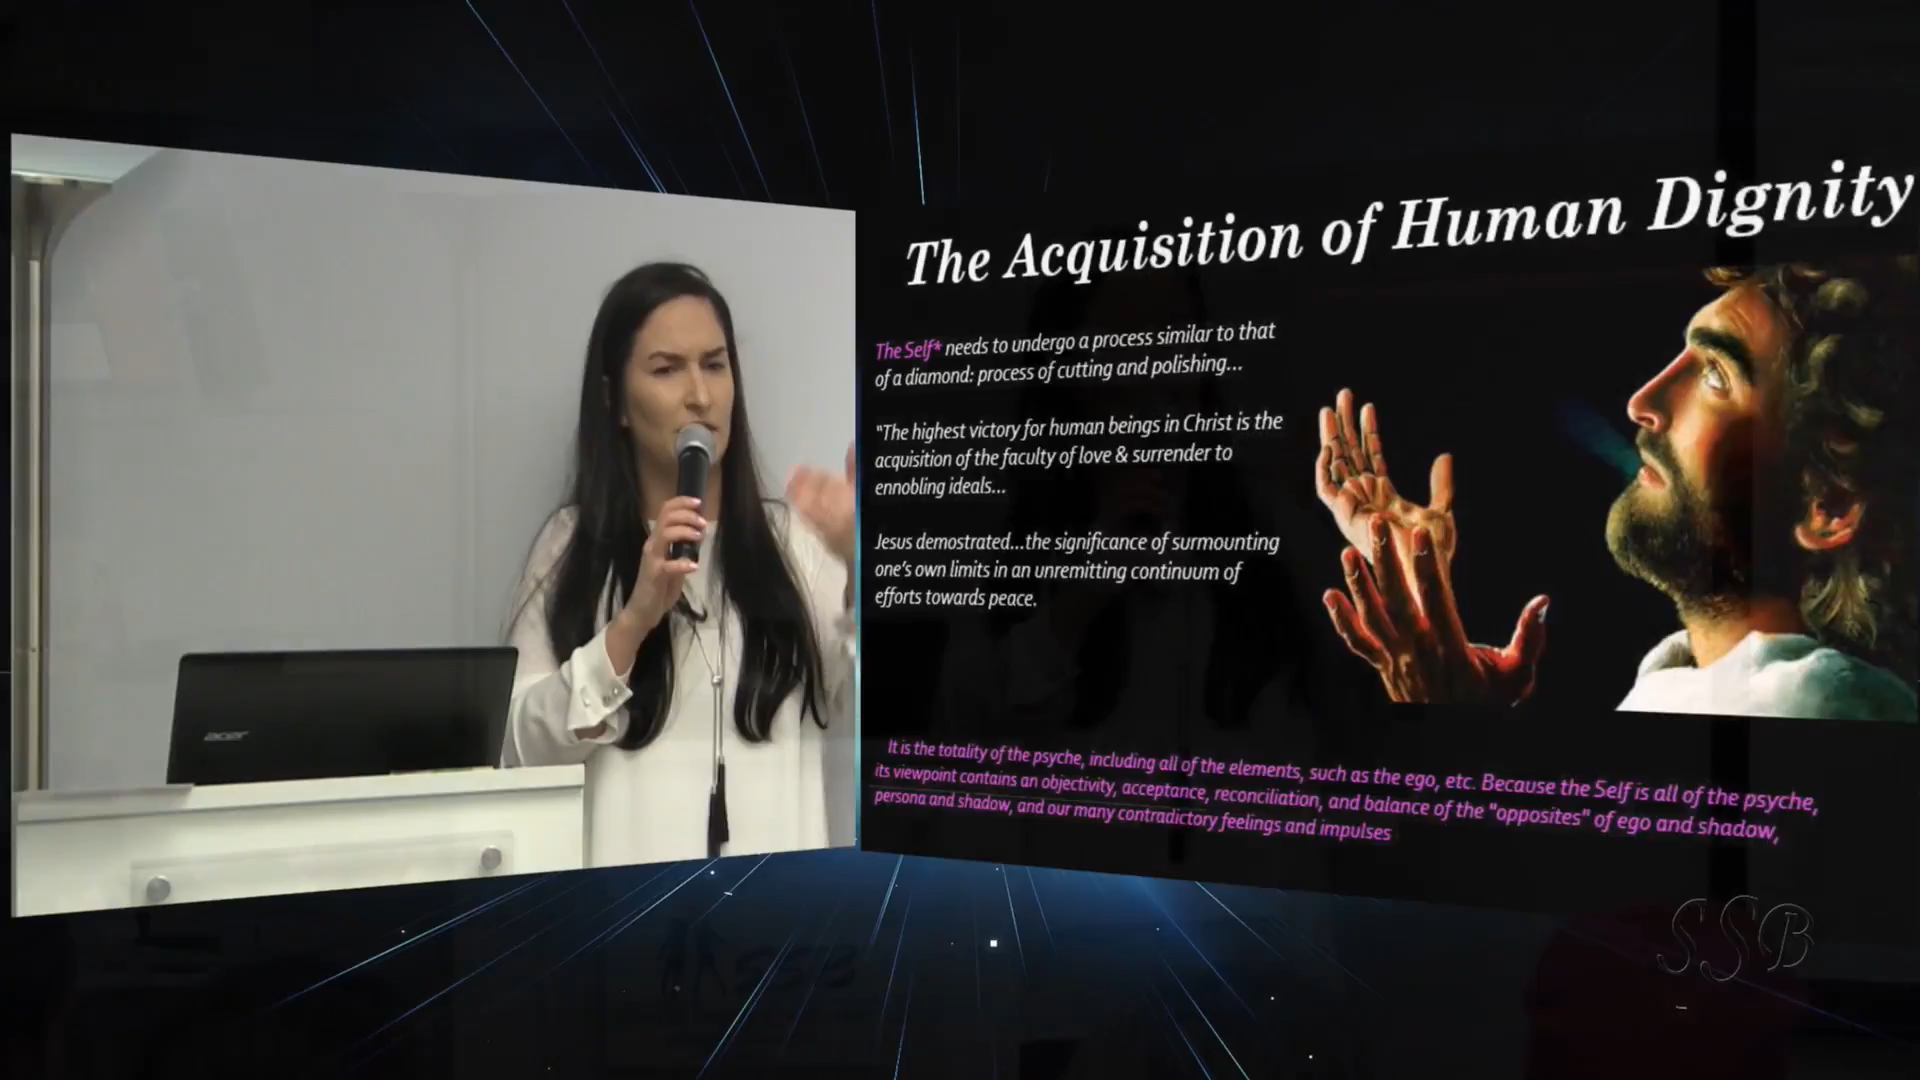 The Acquisition of Human Dignity
The Self* needs to undergo a process similar to that
of a diamond: process of cutting and polishing...
"The highest victory for human beings in Christ is the
acquisition of the faculty of love & surrender to
ennobling ideals...
Jesus demostrated...the significance of surmounting
one's own limits in an unremitting continuum of
efforts towards peace.
It is the totality of the psyche, including all of the elements, such as the ego, etc. Because the Self is all of the psyche,
its viewpoint contains an objectivity, acceptance, reconciliation, and balance of the "opposites" of ego and shadow,
persona and shadow, and our many contradictory feelings and impulses
acer
SSB
SSB